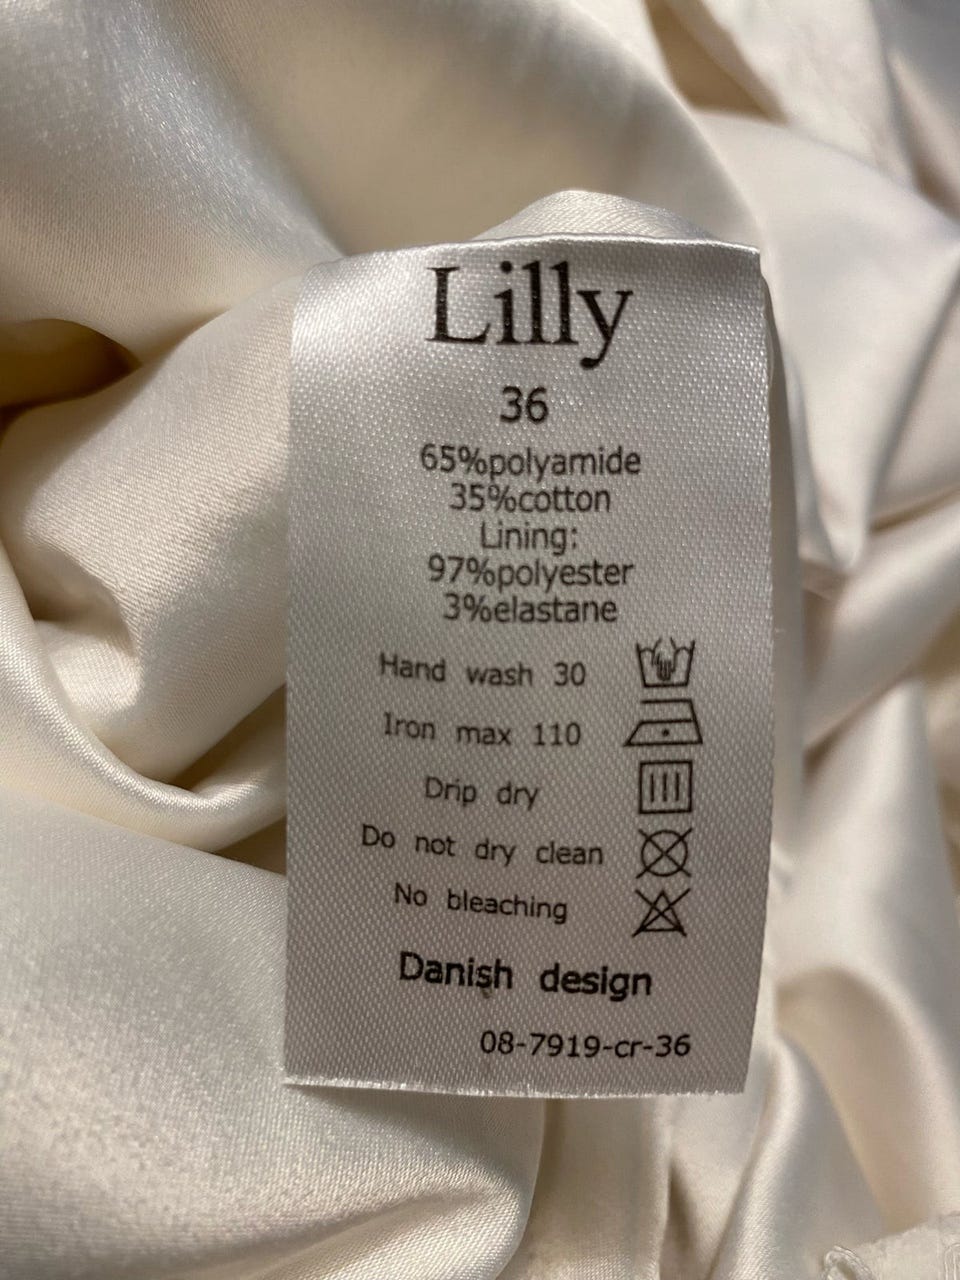 Lilly
36
65%polyamide
35%cotton
Lining:
97%polyester
3%elastane
Hand wash 30
Iron max 110
Drip dry
Do not dry clean
No bleaching
Danish design
08-7919-cr-36